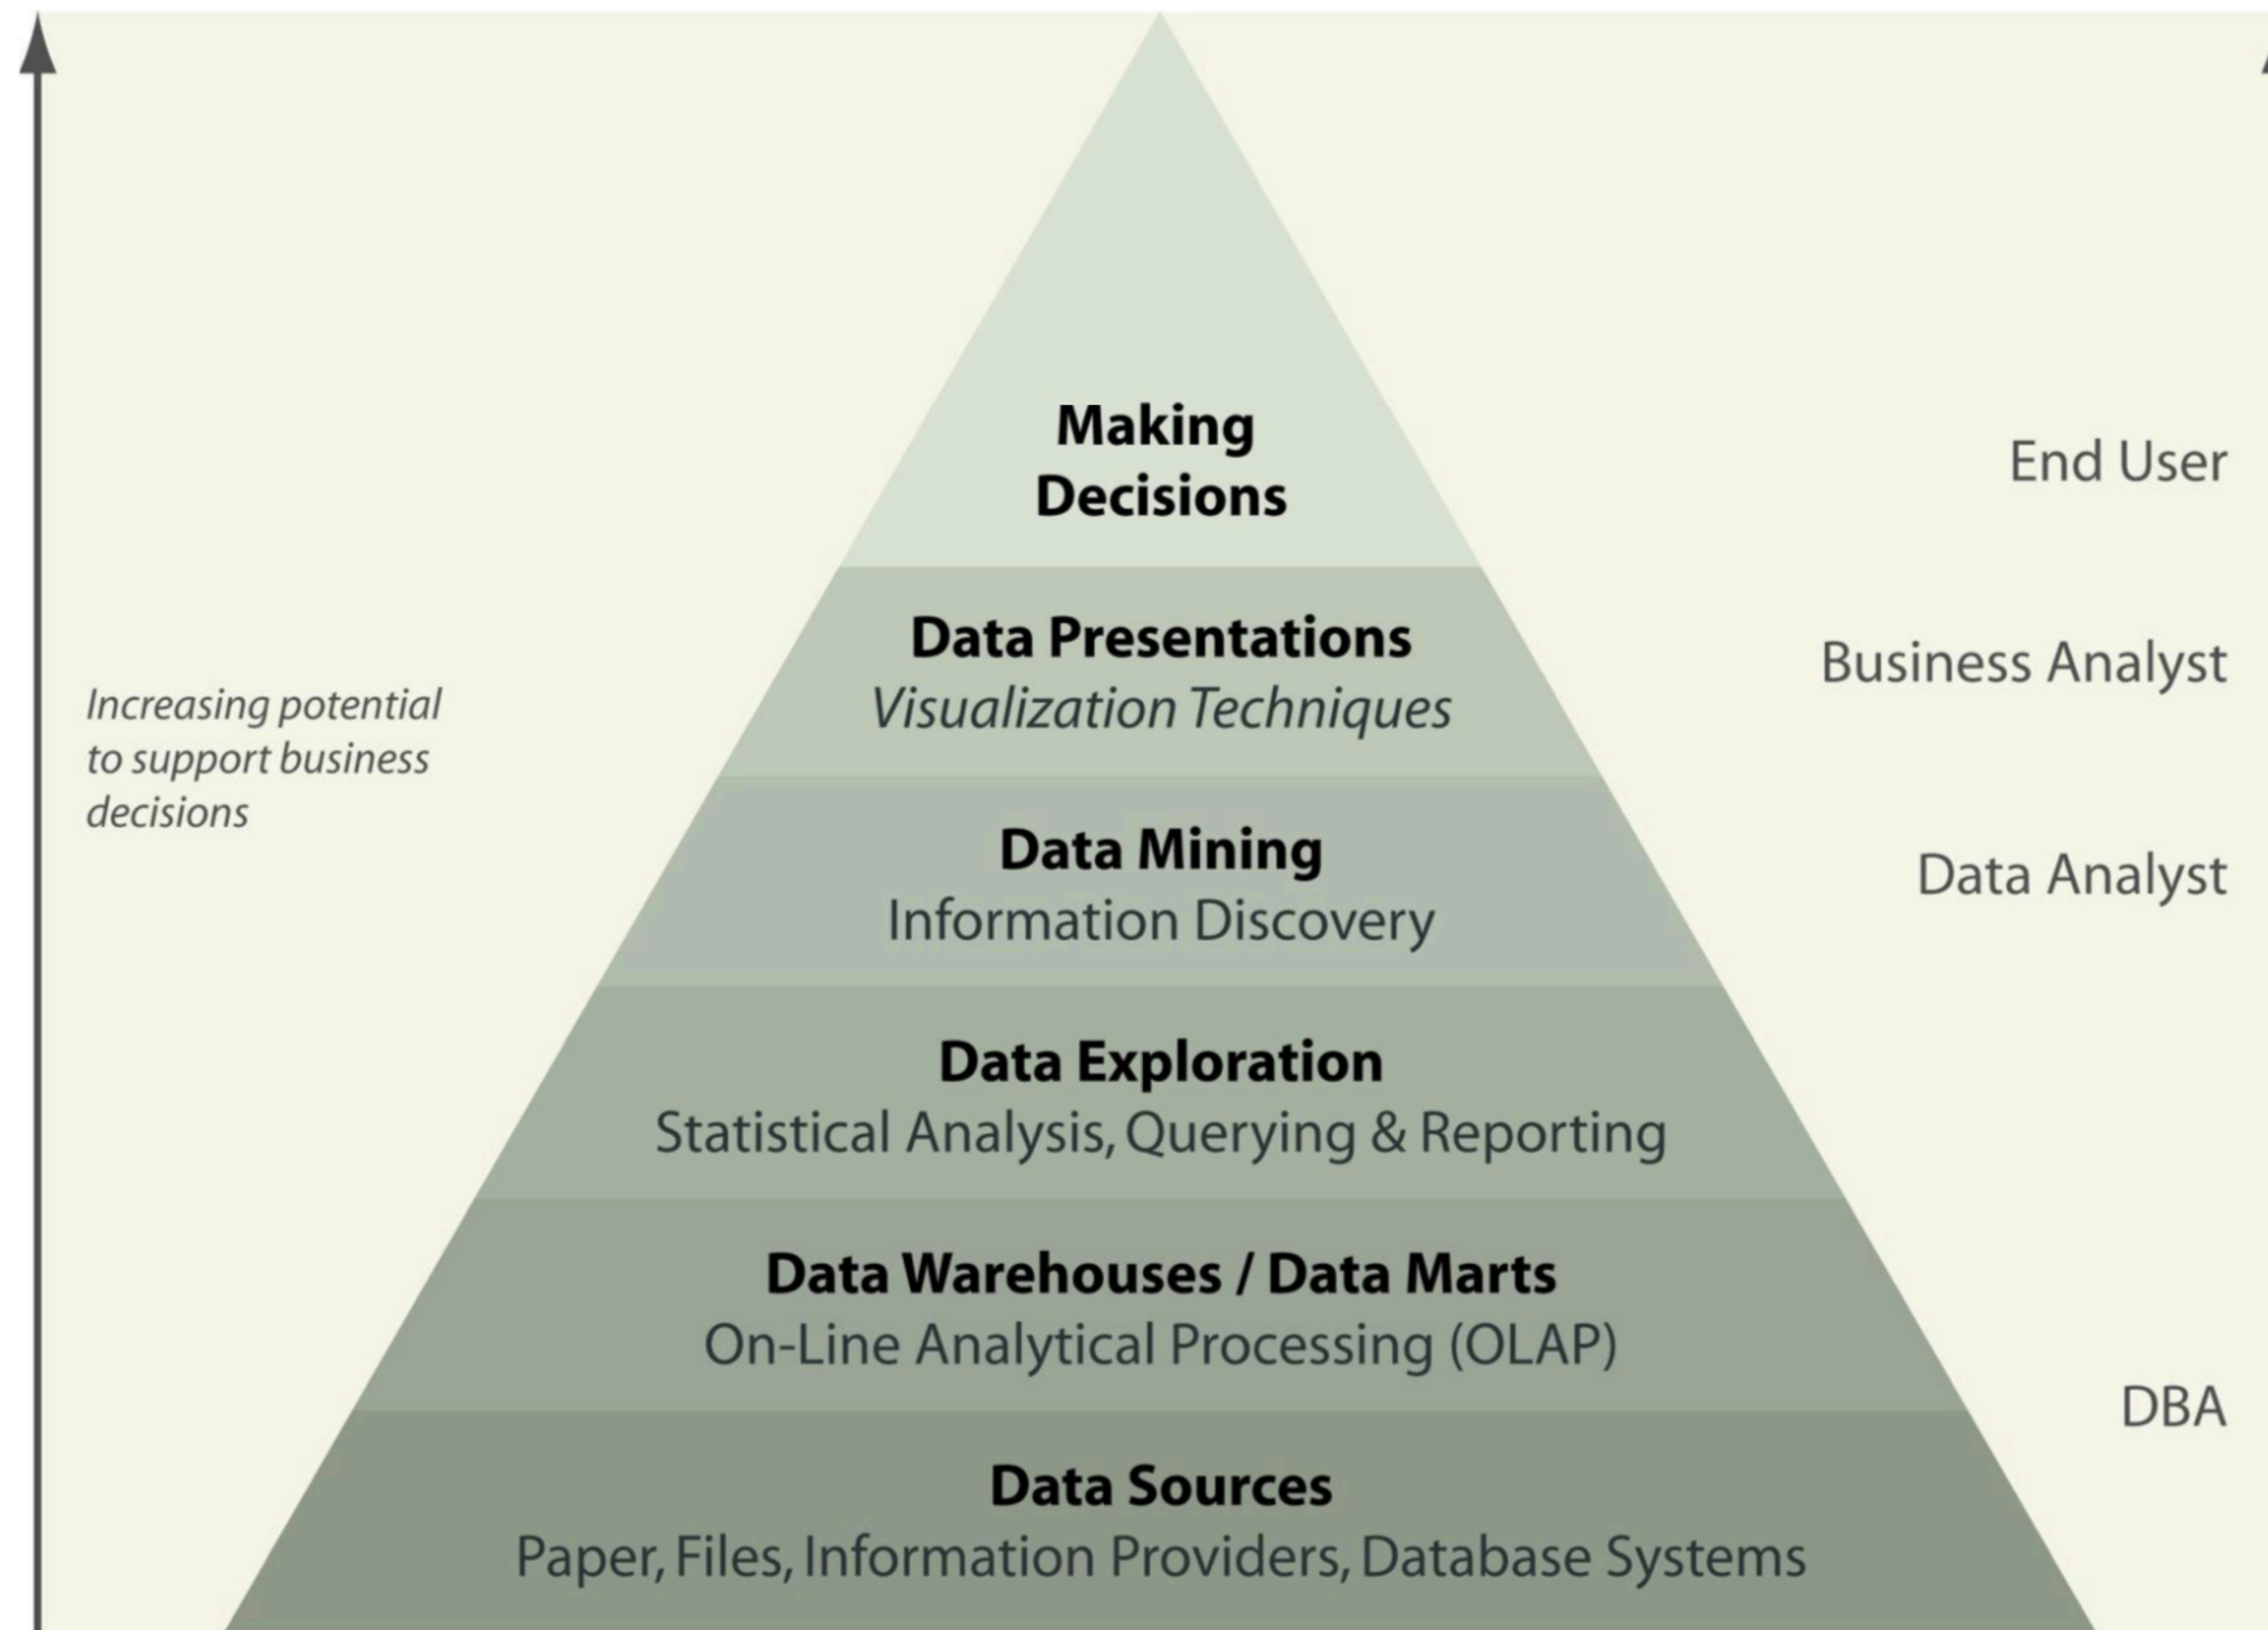 Making
Decisions
End User
Data Presentations
Visualization Techniques
Business Analyst
Increasing potential
to support business
decisions
Data Mining
Information Discovery
Data Analyst
Data Exploration
Statistical Analysis, Querying & Reporting
Data Warehouses / Data Marts
On-Line Analytical Processing (OLAP)
DBA
Data Sources
Paper, Files, Information Providers, Database Systems